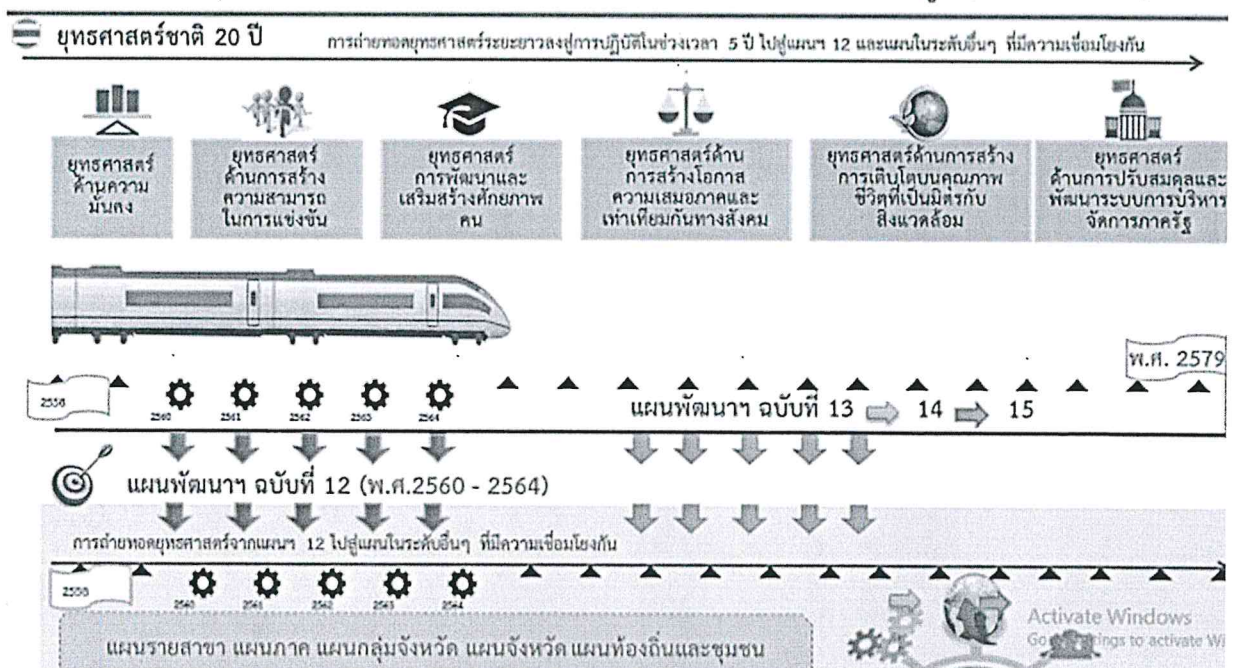 ยุทธศาสตร์ชาติ 20 ปี
การถ่ายทอดยุทธศาสตร์ระยะยาวลงสู่การปฏิบัติในช่วงเวลา 5 ปี ไปสู่แผนฯ 12 และแผนในระดับอื่นๆ ที่มีความเชื่อมโยงกัน
ยุทธศาสตร์
ด้านความ
มั่นคง
ยุทธศาสตร์
ด้านการสร้าง
ความสามารถ
ในการแข่งขัน
ยุทธศาสตร์
การพัฒนาและ
เสริมสร้างศักยภาพ
คน
ยุทธศาสตร์ด้าน
การสร้างโอกาส
ความเสมอภาคและ
เท่าเทียมกันทางสังคม
ยุทธศาสตร์ด้านการสร้าง
การเติบโตบนคุณภาพ
ชีวิตที่เป็นมิตรกับ
สิ่งแวดล้อม
ยุทธศาสตร์
ด้านการปรับสมดุลและ
พัฒนาระบบการบริหาร
จัดการภาครัฐ
พ.ศ. 2579
2560 2561 2562 2563 2564
แผนพัฒนาฯ ฉบับที่ 13 14 15
แผนพัฒนาฯ ฉบับที่ 12 (พ.ศ.2560 - 2564)
การถ่ายทอดยุทธศาสตร์จากแผนฯ 12 ไปสู่แผนในระดับอื่นๆ ที่มีความเชื่อมโยงกัน
2560 2561 2562 2563 2564
แผนรายสาขา แผนภาค แผนกลุ่มจังหวัด แผนจังหวัด แผนท้องถิ่นและชุมชน
Activate Windows
Go ings to activate Wi